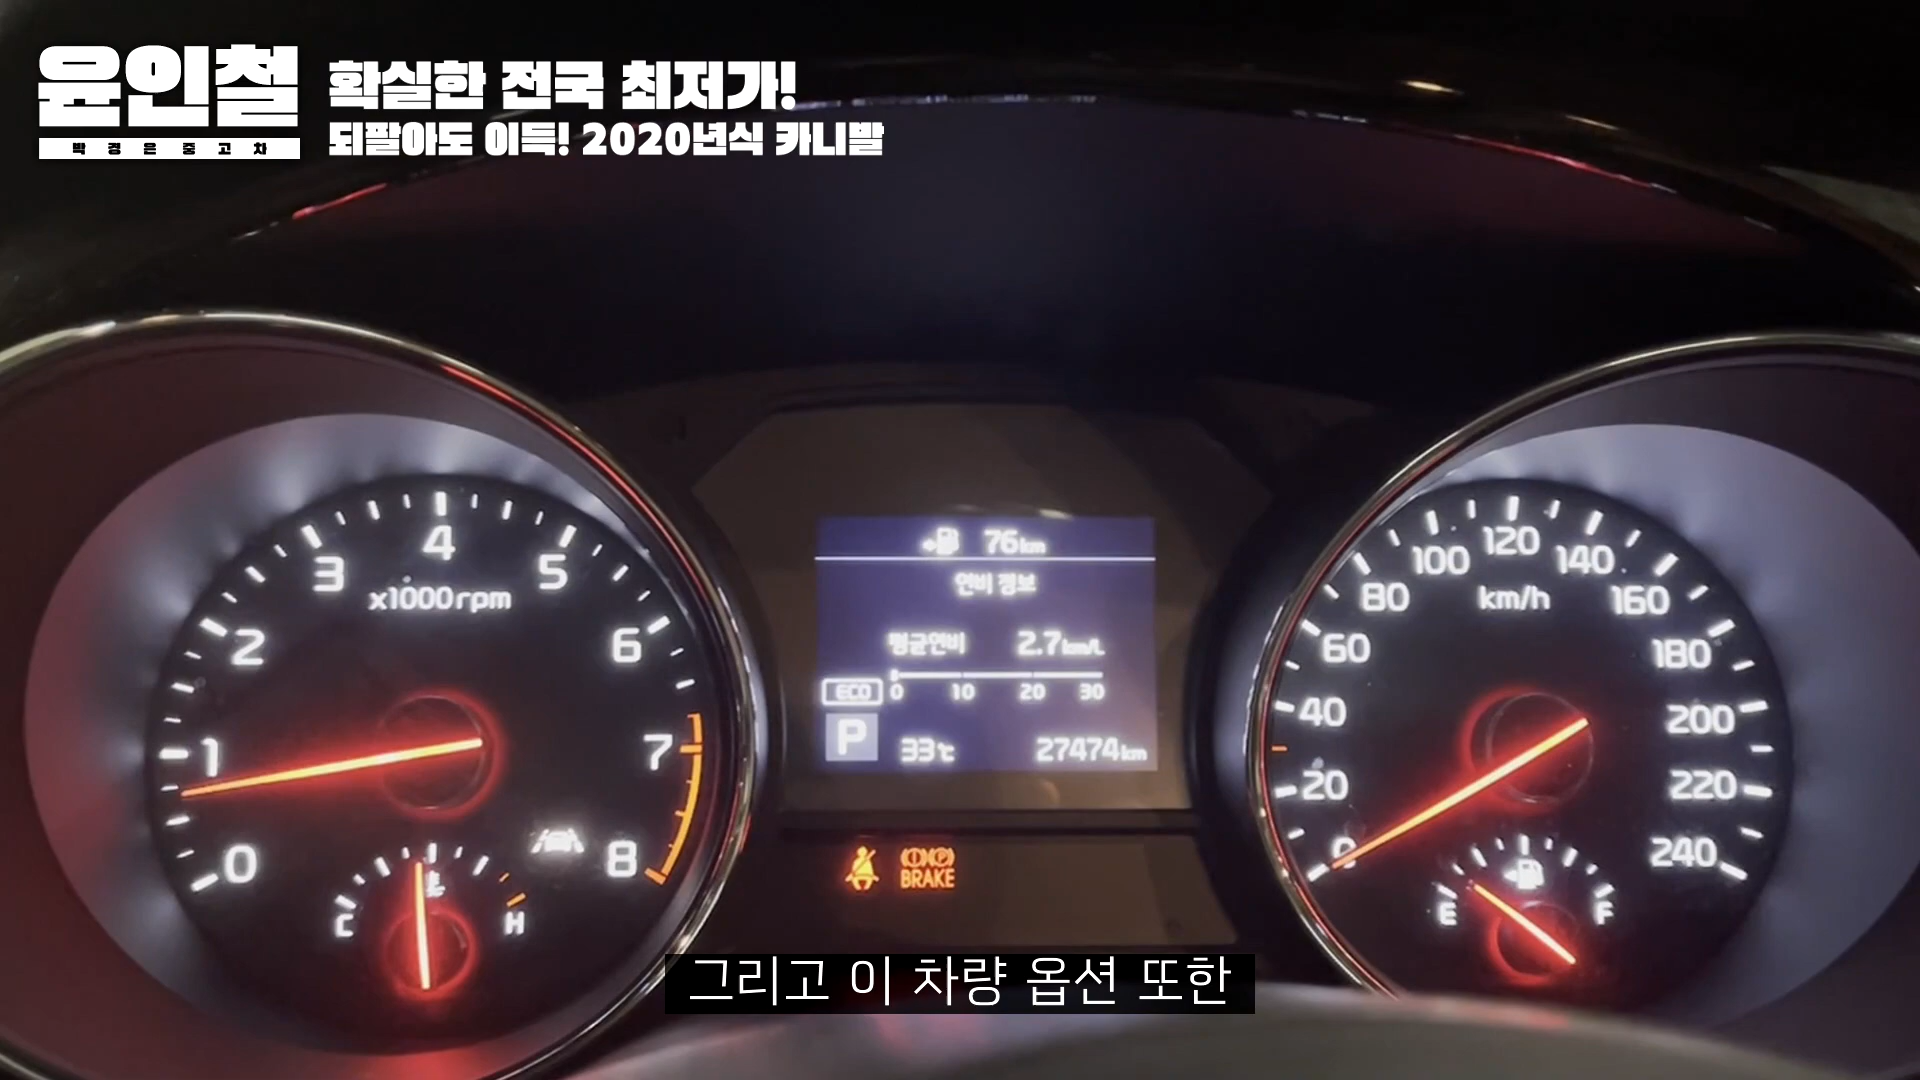 윤인철
박경은중고차
확실한 전국 최저가!
되팔아도 이득! 2020년식 카니발
76km
연비 정보
평균연비 2.7km/L
ECO 0 10 20 30
P 33℃ 27474km
0 1 2 3 4 5 6 7 8
x1000rpm
C H
BRAKE
0 20 40 60 80 100 120 140 160 180 200 220 240
km/h
E F
그리고 이 차량 옵션 또한